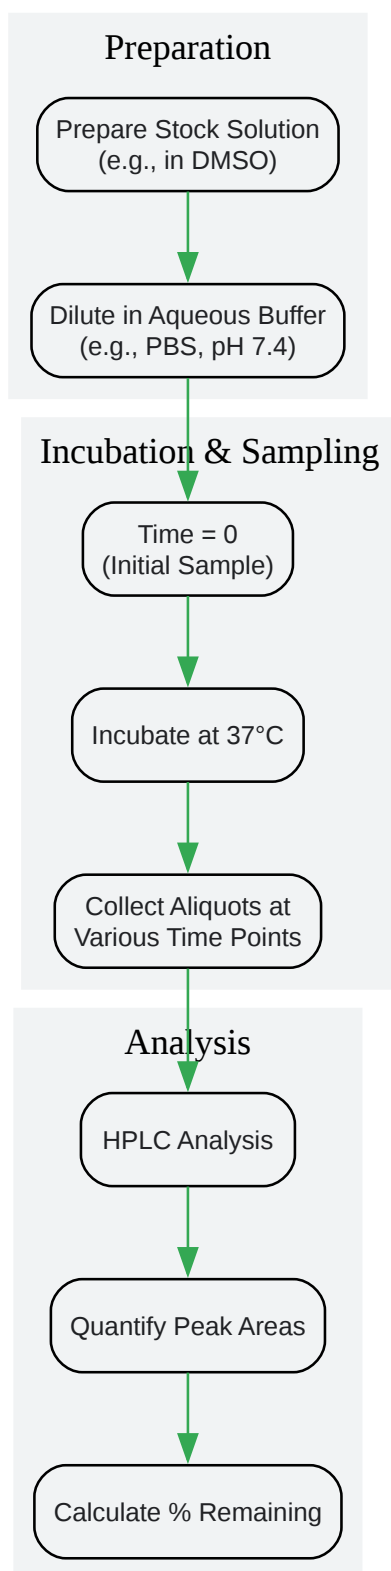 Preparation
Prepare Stock Solution
(e.g., in DMSO)
Dilute in Aqueous Buffer
(e.g., PBS, pH 7.4)
Incubation & Sampling
Time = 0
(Initial Sample)
Incubate at 37°C
Collect Aliquots at
Various Time Points
Analysis
HPLC Analysis
Quantify Peak Areas
Calculate % Remaining